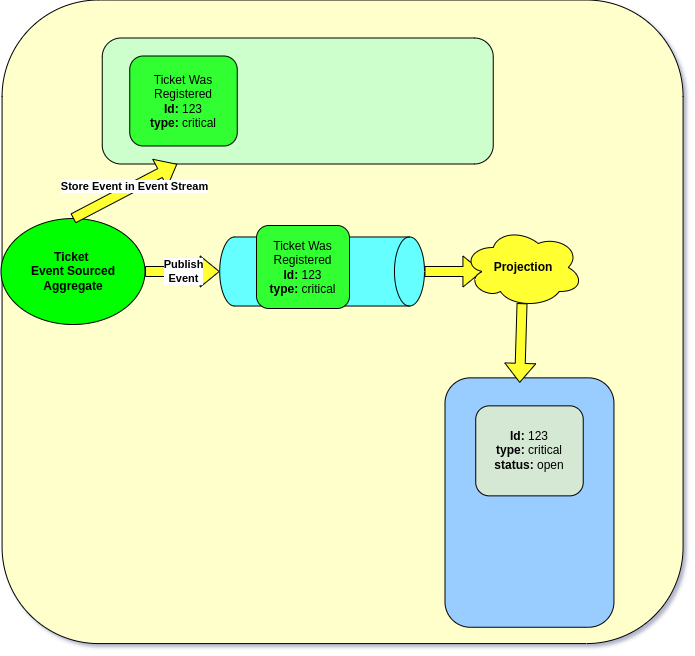 Ticket Was
Registered
Id: 123
type: critical
Store Event in Event Stream
Ticket
Event Sourced
Aggregate
Publish
Event
Ticket Was
Registered
Id: 123
type: critical
Projection
Id: 123
type: critical
status: open